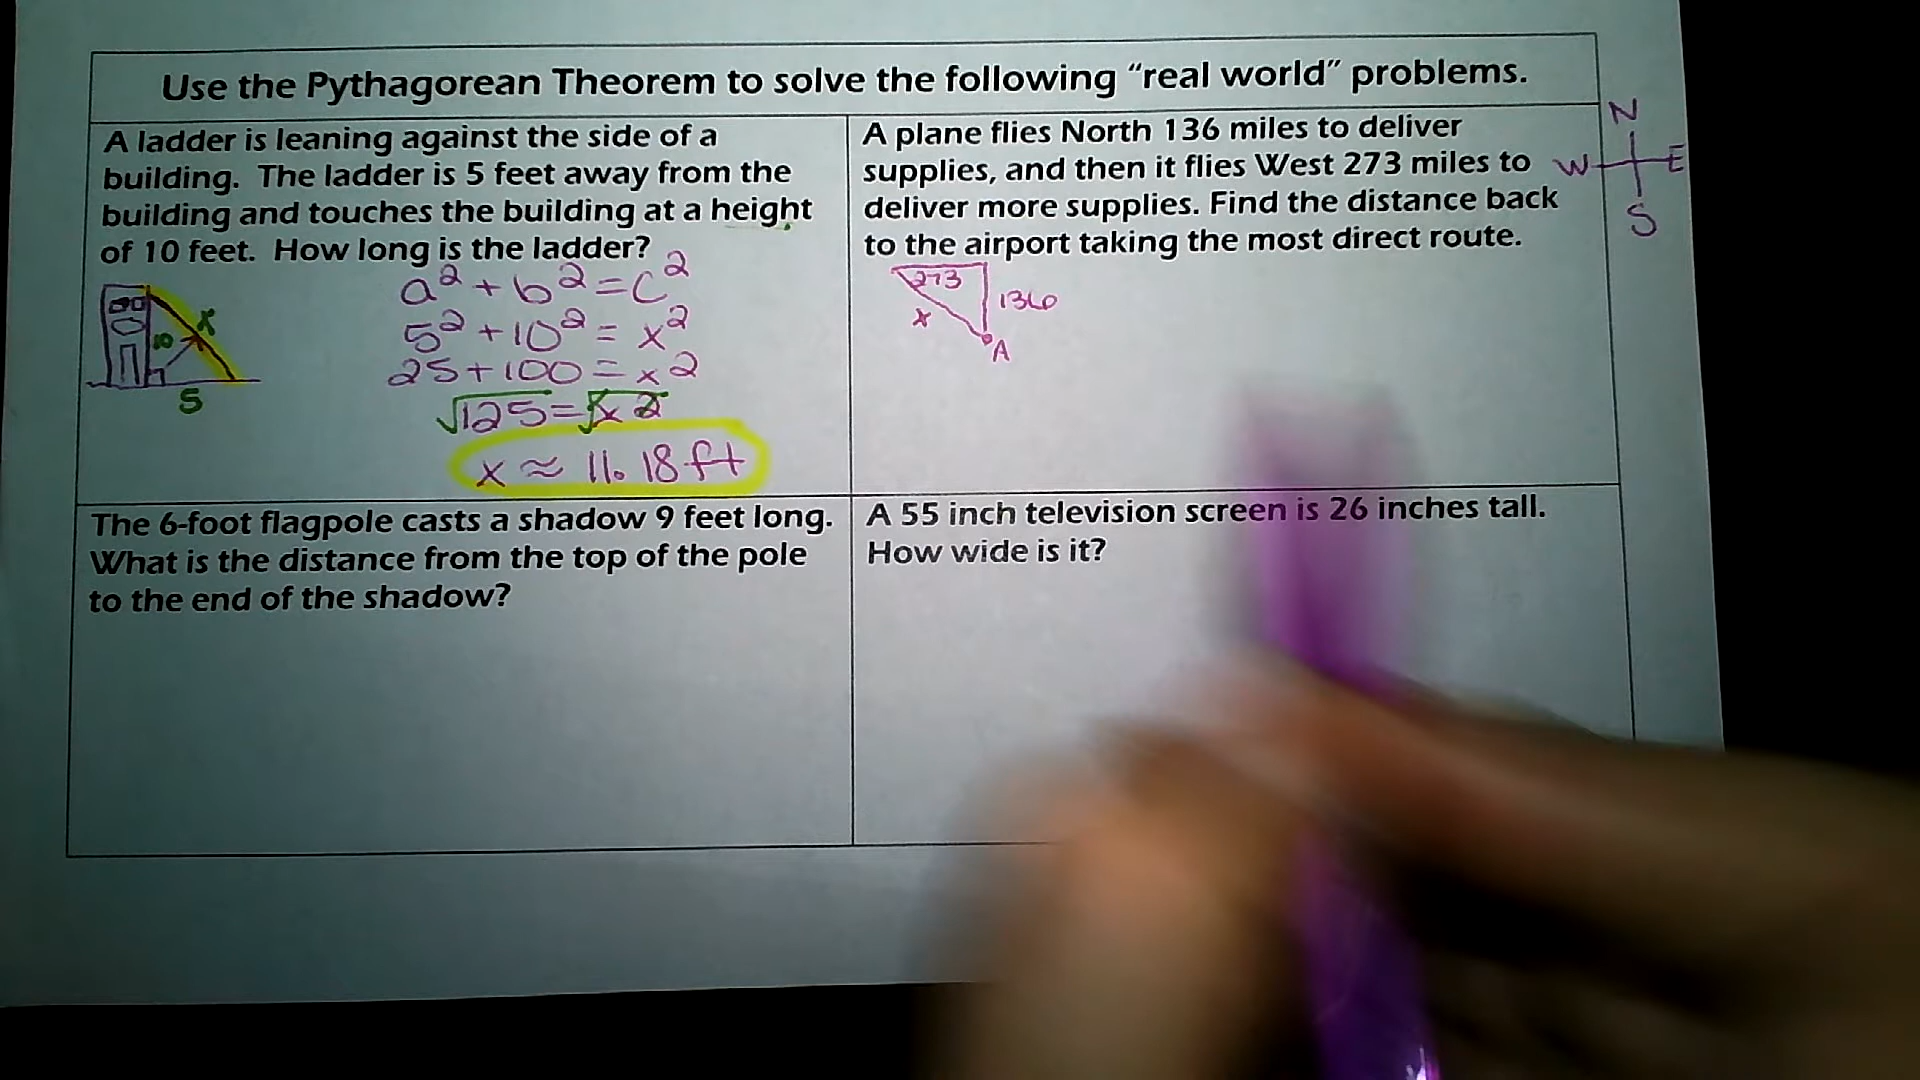 Use the Pythagorean Theorem to solve the following “real world” problems.
A ladder is leaning against the side of a
building. The ladder is 5 feet away from the
building and touches the building at a height
of 10 feet. How long is the ladder?
a² + b² = c²
5² + 10² = x²
25 + 100 = x²
√125 = √x²
x ≈ 11.18 ft
x
10
5
A plane flies North 136 miles to deliver
supplies, and then it flies West 273 miles to
deliver more supplies. Find the distance back
to the airport taking the most direct route.
N
W E
S
273
136
x
A
The 6-foot flagpole casts a shadow 9 feet long.
What is the distance from the top of the pole
to the end of the shadow?
A 55 inch television screen is 26 inches tall.
How wide is it?